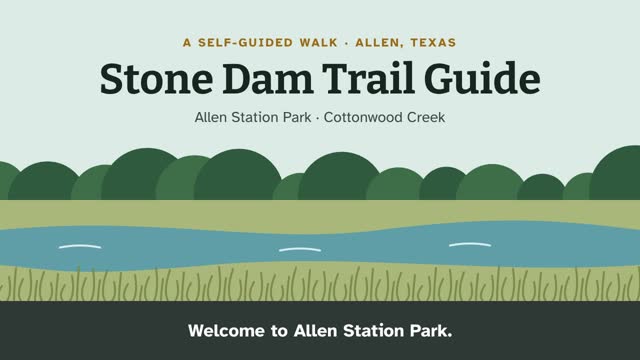 A SELF-GUIDED WALK · ALLEN, TEXAS
Stone Dam Trail Guide
Allen Station Park · Cottonwood Creek
Welcome to Allen Station Park.